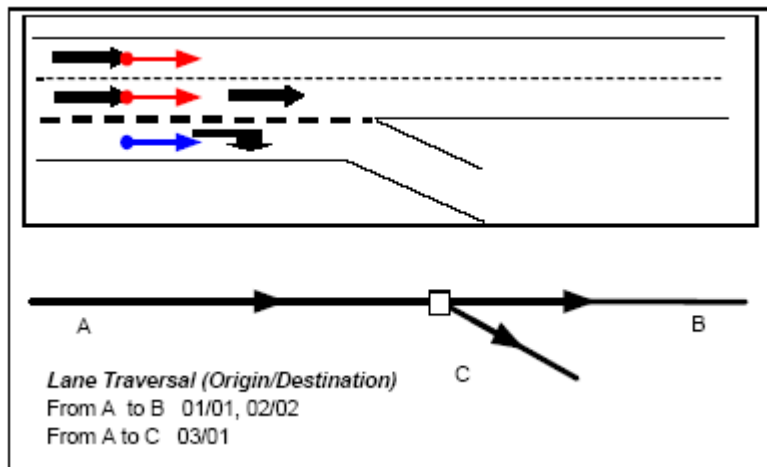 A
B
C
Lane Traversal (Origin/Destination)
From A to B 01/01, 02/02
From A to C 03/01